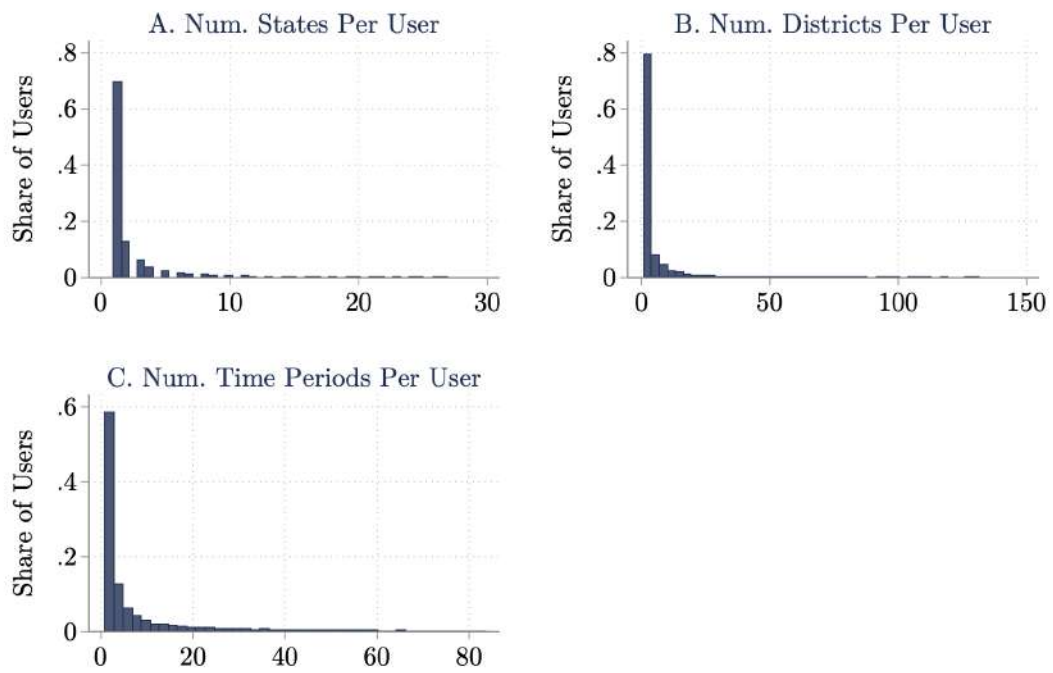 A. Num. States Per User
Share of Users
.8
.6
.4
.2
0
0 10 20 30
B. Num. Districts Per User
Share of Users
.8
.6
.4
.2
0
0 50 100 150
C. Num. Time Periods Per User
Share of Users
.6
.4
.2
0
0 20 40 60 80